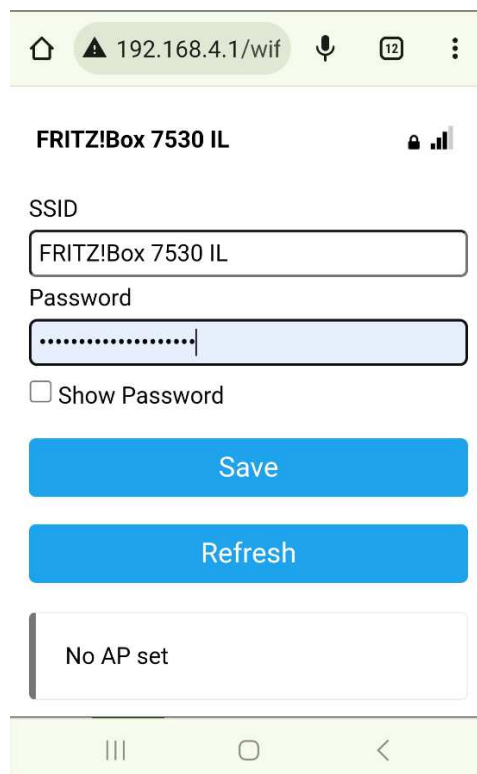 192.168.4.1/wif
12
FRITZ!Box 7530 IL
SSID
FRITZ!Box 7530 IL
Password
••••••••••••••••••••
Show Password
Save
Refresh
No AP set